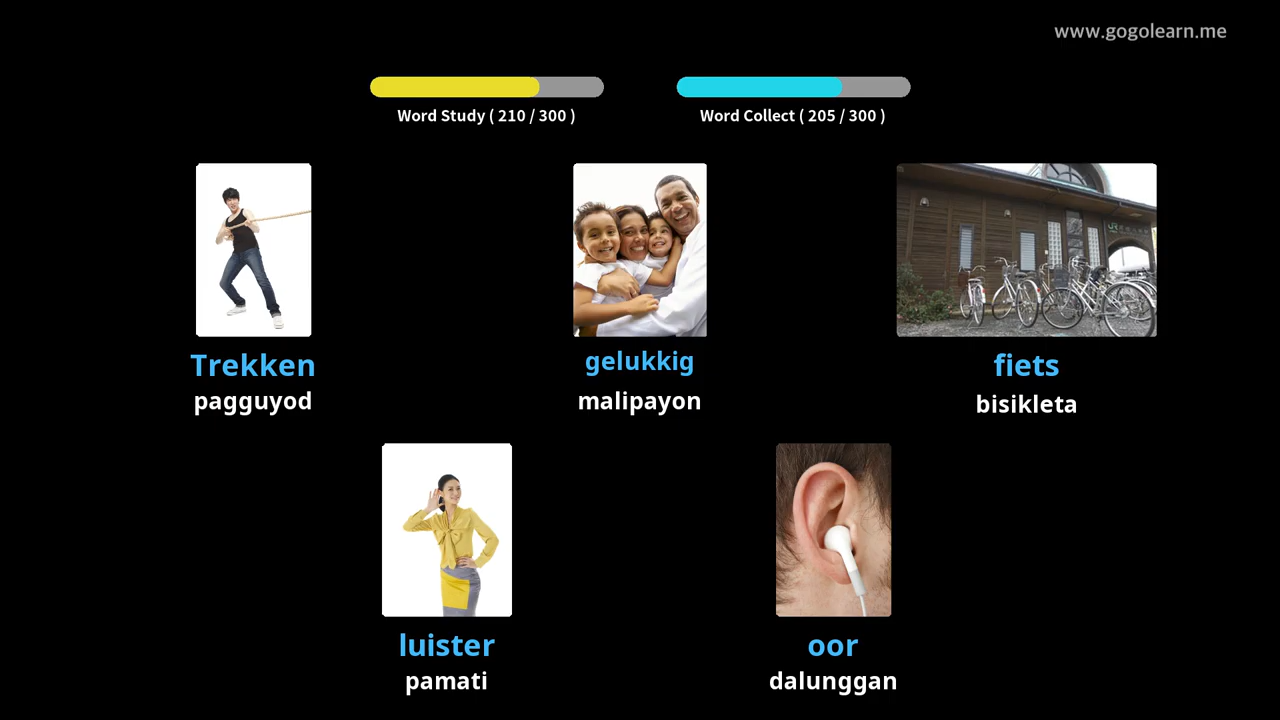 www.gogolearn.me
Word Study ( 210 / 300 )
Word Collect ( 205 / 300 )
Trekken
pagguyod
gelukkig
malipayon
fiets
bisikleta
luister
pamati
oor
dalunggan